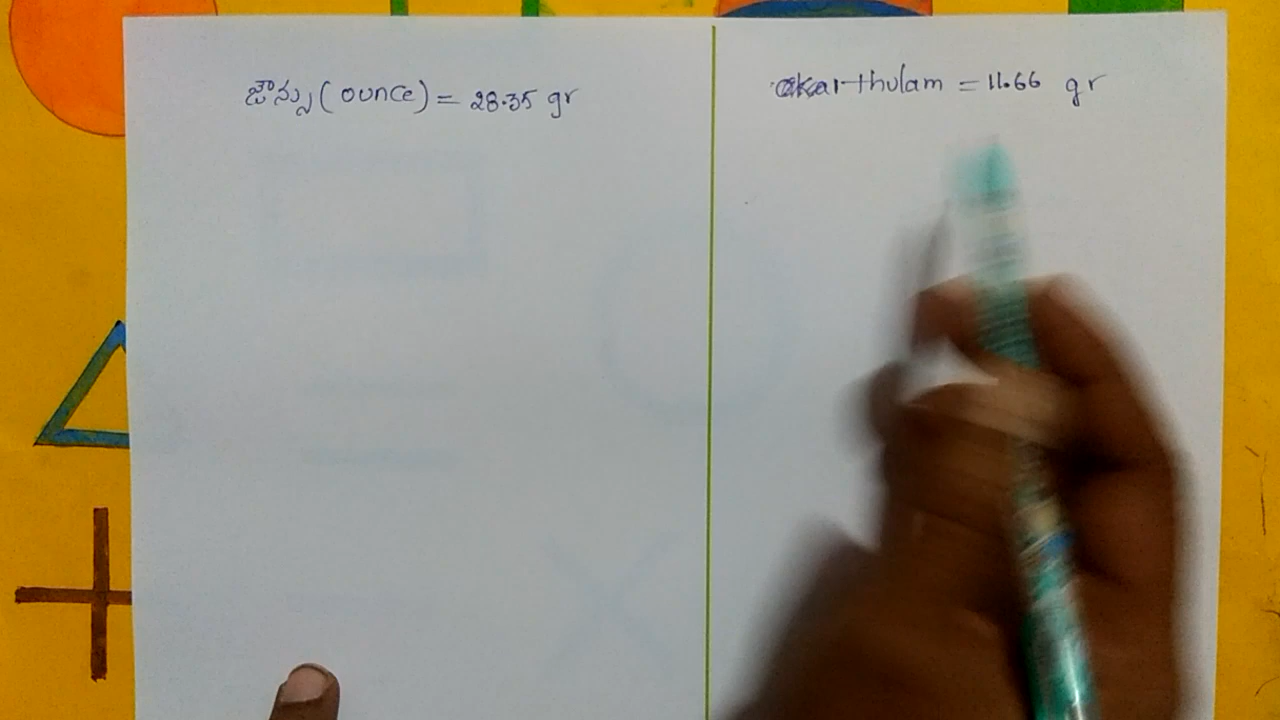 ఔన్సు (ounce) = 28.35 gr
thulam = 11.66 gr